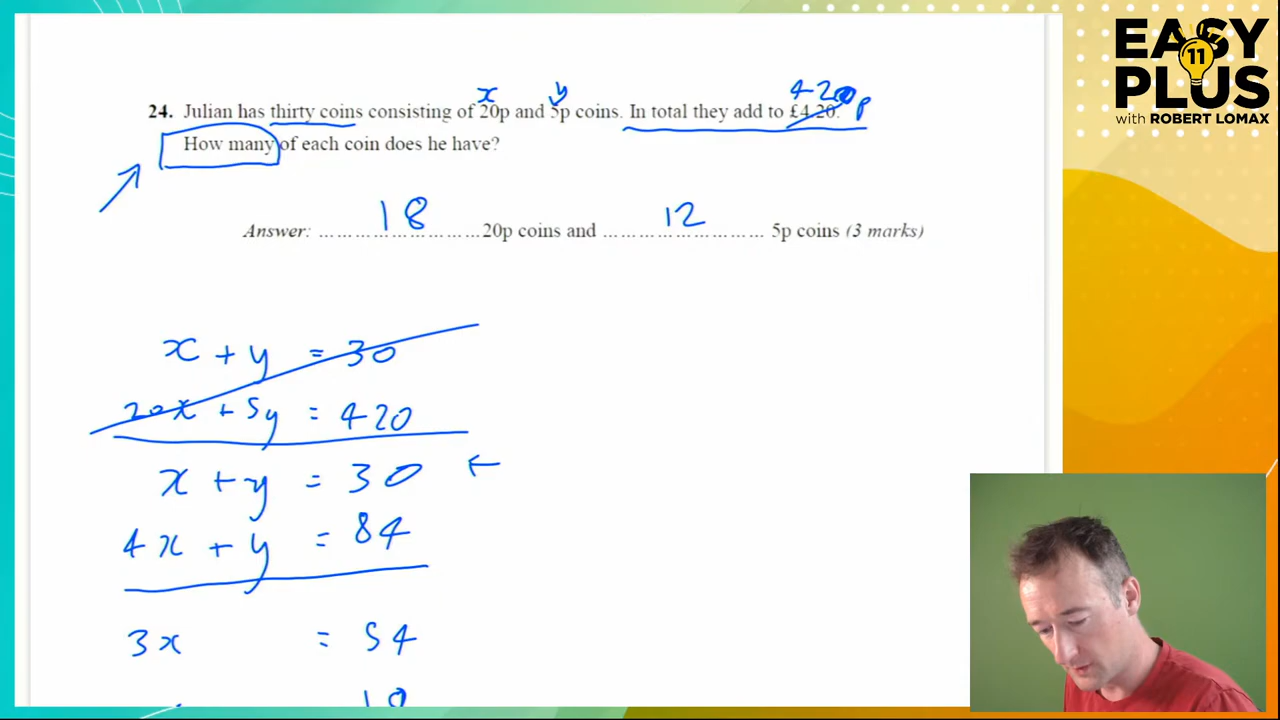 EASY
11
PLUS
with ROBERT LOMAX
x y 420p
24. Julian has thirty coins consisting of 20p and 5p coins. In total they add to £4.20.
How many of each coin does he have?
18 12
Answer: ........................ 20p coins and ........................ 5p coins (3 marks)
x + y = 30
20x + 5y = 420
x + y = 30 ←
4x + y = 84
3x = 54